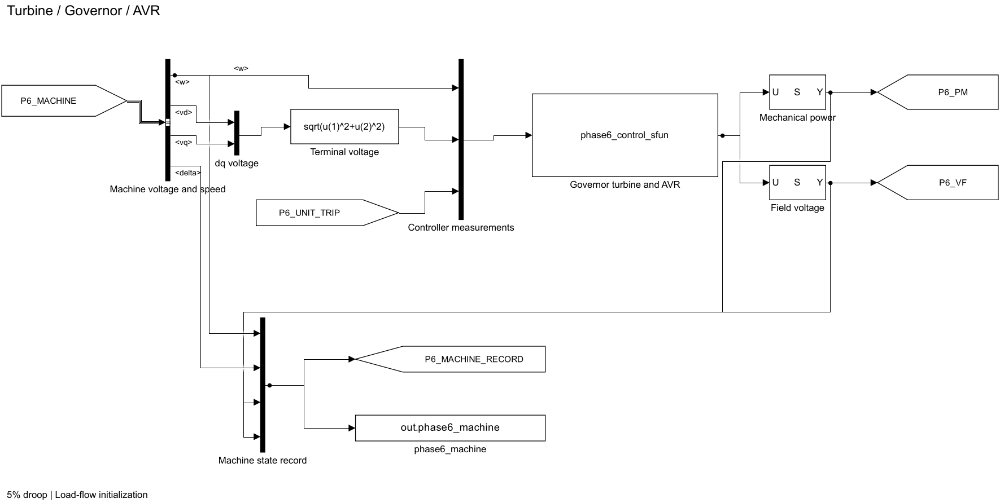 Turbine / Governor / AVR
<w>
<w>
P6_MACHINE
<vd>
<vq>
<delta>
Machine voltage and speed
dq voltage
sqrt(u(1)^2+u(2)^2)
Terminal voltage
P6_UNIT_TRIP
Controller measurements
phase6_control_sfun
Governor turbine and AVR
U S Y
Mechanical power
P6_PM
U S Y
Field voltage
P6_VF
P6_MACHINE_RECORD
out.phase6_machine
phase6_machine
Machine state record
5% droop | Load-flow initialization